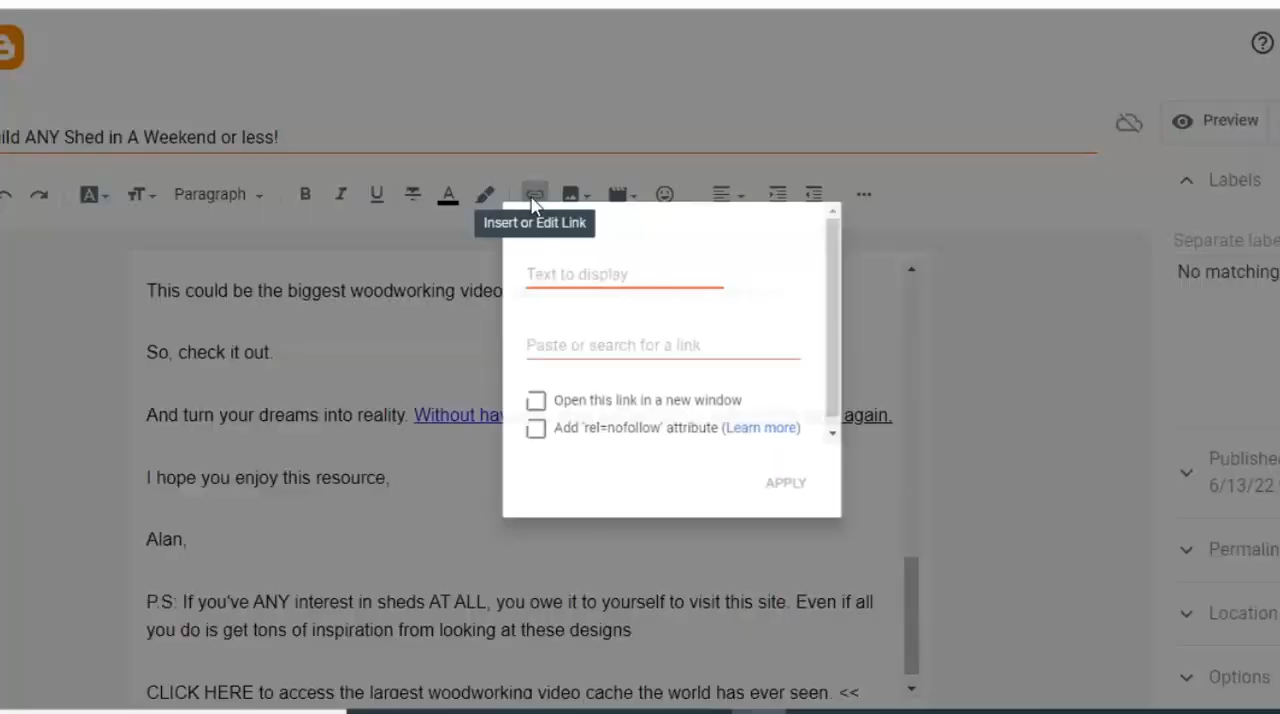 ild ANY Shed in A Weekend or less!
Preview
Paragraph
B I U A
Labels
Insert or Edit Link
Separate labe
No matching
Text to display
This could be the biggest woodworking video
Paste or search for a link
So, check it out.
Open this link in a new window
And turn your dreams into reality. Without hav again.
Add 'rel=nofollow' attribute (Learn more)
I hope you enjoy this resource,
APPLY
Published
6/13/22
Alan,
Permalin
P.S: If you've ANY interest in sheds AT ALL, you owe it to yourself to visit this site. Even if all
you do is get tons of inspiration from looking at these designs
Location
Options
CLICK HERE to access the largest woodworking video cache the world has ever seen. <<